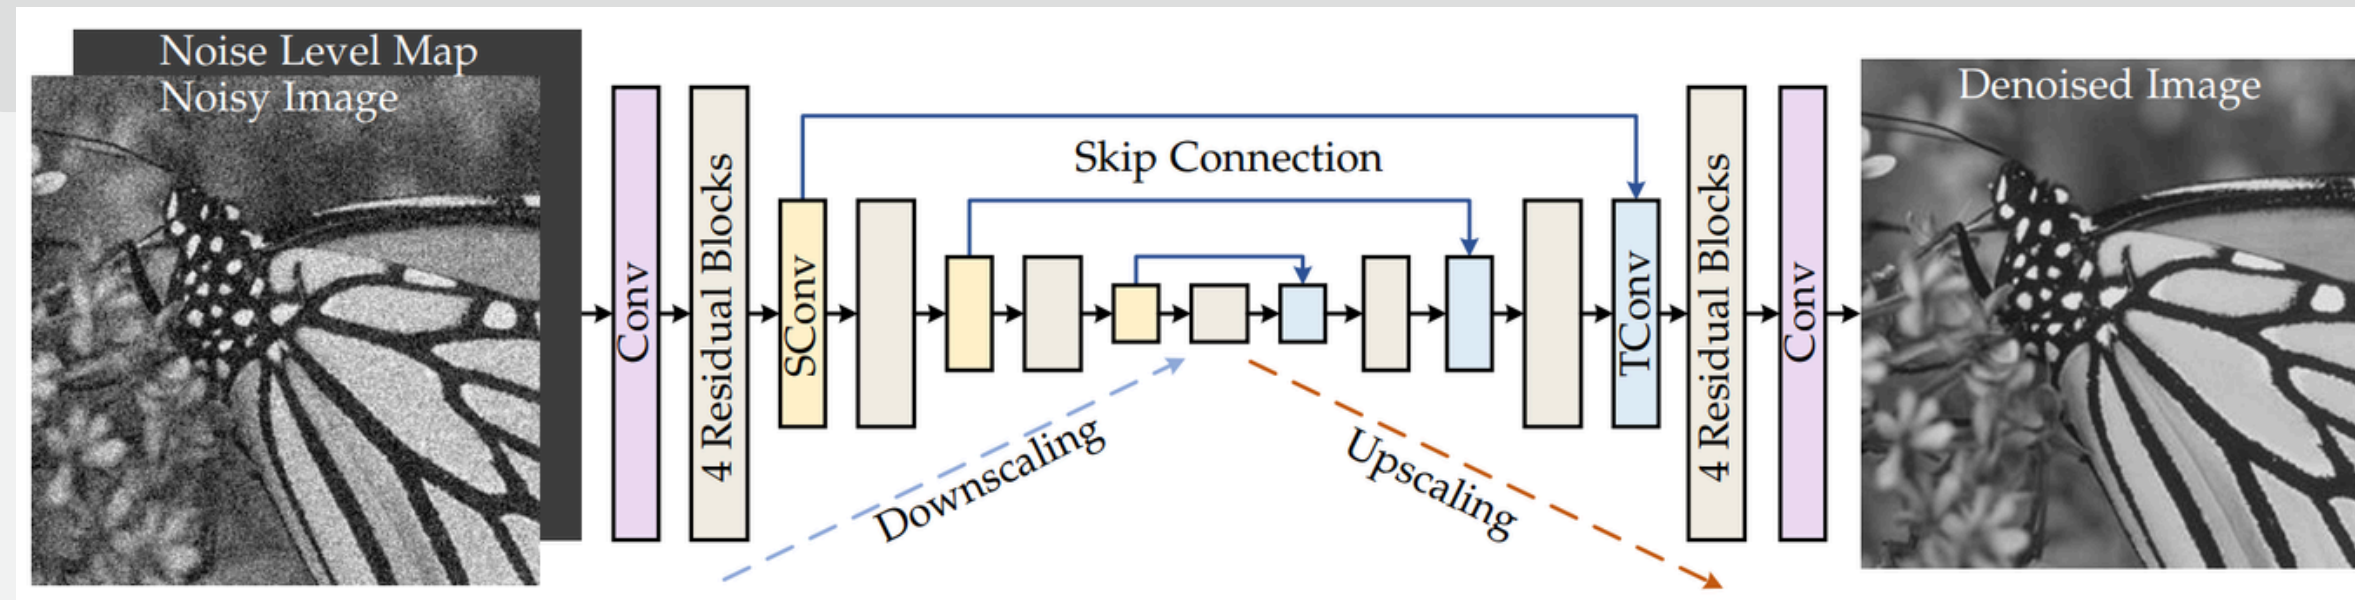 Noise Level Map
Noisy Image
Conv
4 Residual Blocks
SConv
Skip Connection
Downscaling
Upscaling
TConv
4 Residual Blocks
Conv
Denoised Image